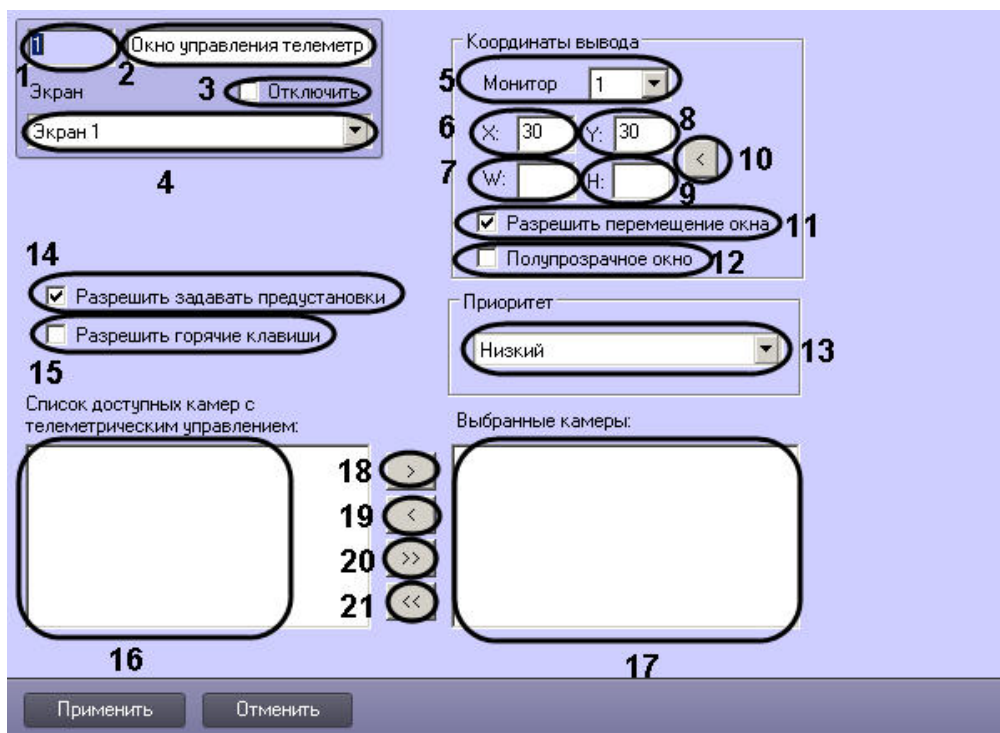 1 Окно управления телеметр
1 2
Экран 3 Отключить
Экран 1
4
Координаты вывода
5 Монитор 1
6 X: 30 Y: 30 8
7 W: H: 9 < 10
Разрешить перемещение окна 11
Полупрозрачное окно 12
14
Разрешить задавать предустановки
Разрешить горячие клавиши
15
Приоритет
Низкий 13
Список доступных камер с
телеметрическим управлением:
Выбранные камеры:
18 >
19 <
20 >>
21 <<
16
17
Применить Отменить